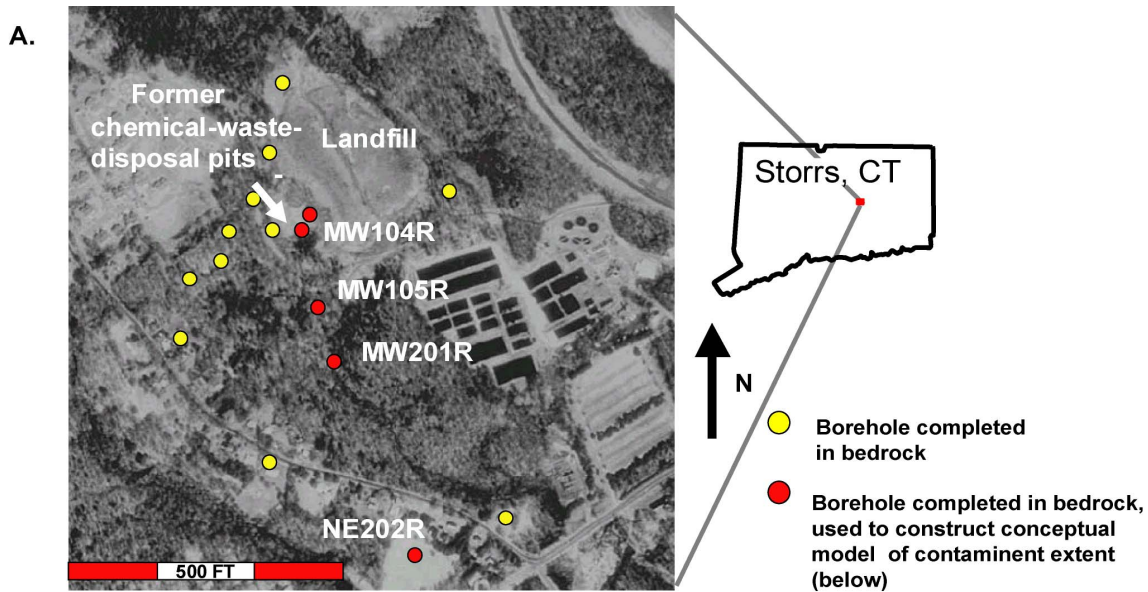 A.
Former
chemical-waste-
disposal pits
Landfill
MW104R
MW105R
MW201R
NE202R
500 FT
Storrs, CT
N
Borehole completed
in bedrock
Borehole completed in bedrock,
used to construct conceptual
model of contaminent extent
(below)